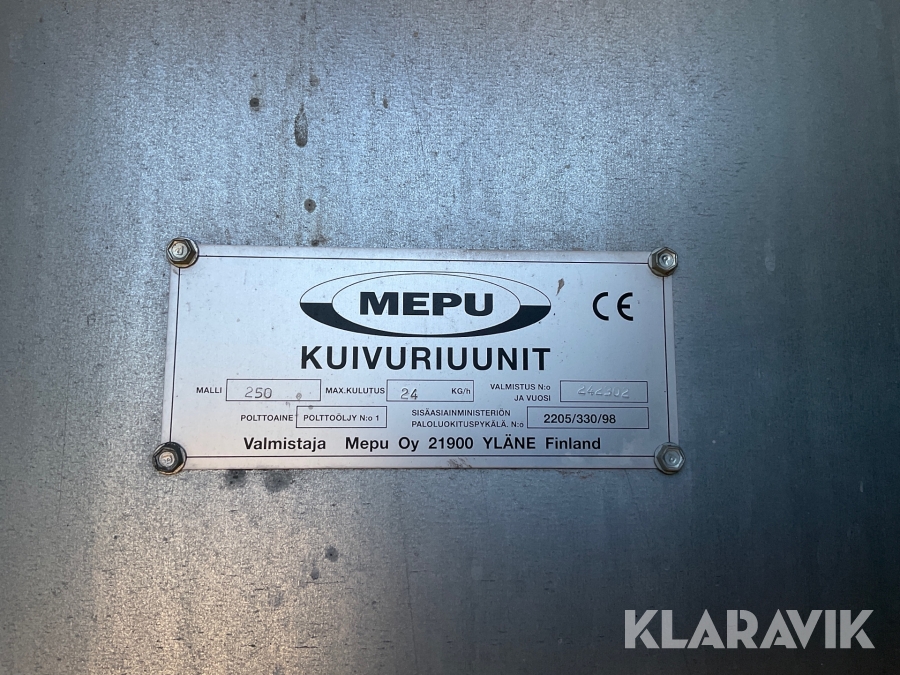 MEPU
CE
KUIVURIUUNIT
MALLI 250 MAX.KULUTUS 24 KG/h VALMISTUS N:o JA VUOSI
POLTTOAINE POLTTOÖLJY N:o 1 SISÄASIAINMINISTERIÖN PALOLUOKITUSPYKÄLÄ. N:o 2205/330/98
Valmistaja Mepu Oy 21900 YLÄNE Finland
KLARAVIK